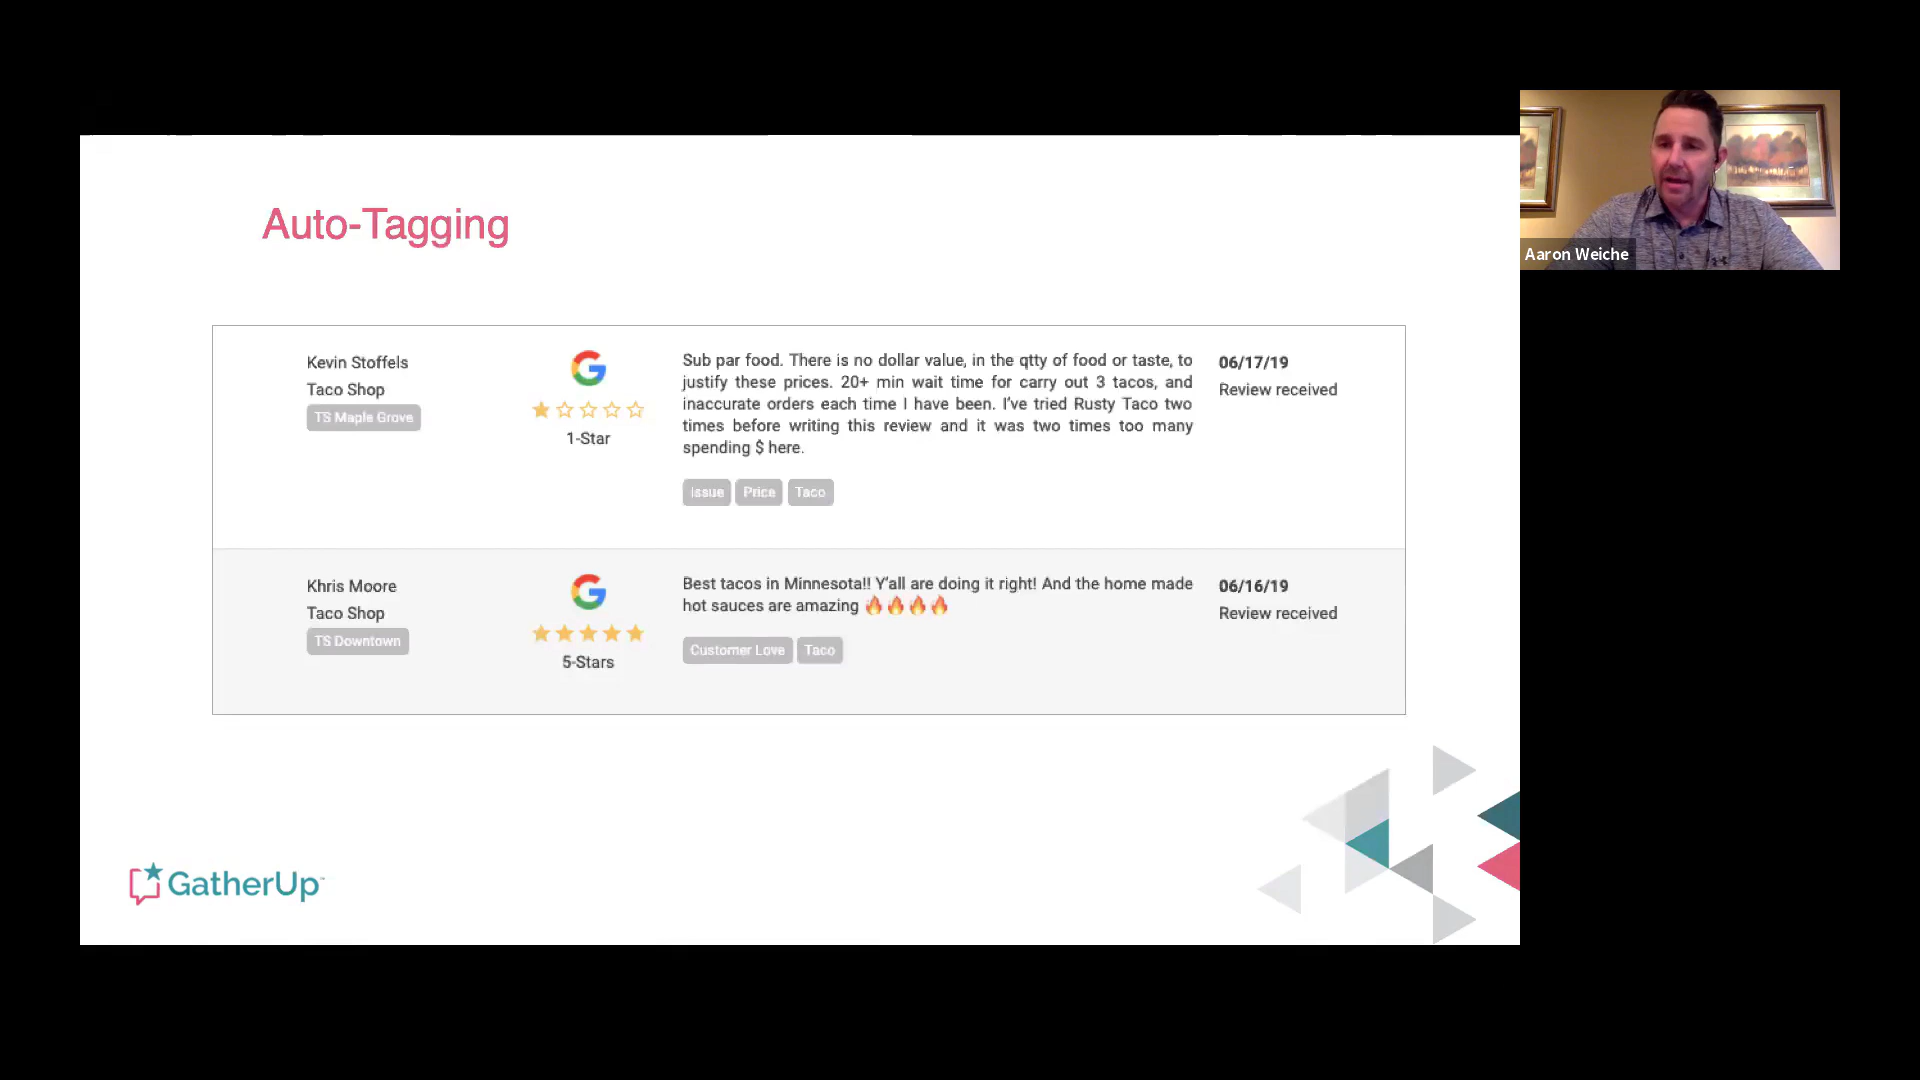 Auto-Tagging
Kevin Stoffels
Taco Shop
TS Maple Grove
1-Star
Sub par food. There is no dollar value, in the qtty of food or taste, to
justify these prices. 20+ min wait time for carry out 3 tacos, and
inaccurate orders each time I have been. I've tried Rusty Taco two
times before writing this review and it was two times too many
spending $ here.
Issue Price Taco
06/17/19
Review received
Khris Moore
Taco Shop
TS Downtown
5-Stars
Best tacos in Minnesota!! Y'all are doing it right! And the home made
hot sauces are amazing 🔥🔥🔥🔥
Customer Love Taco
06/16/19
Review received
GatherUp™
Aaron Weiche